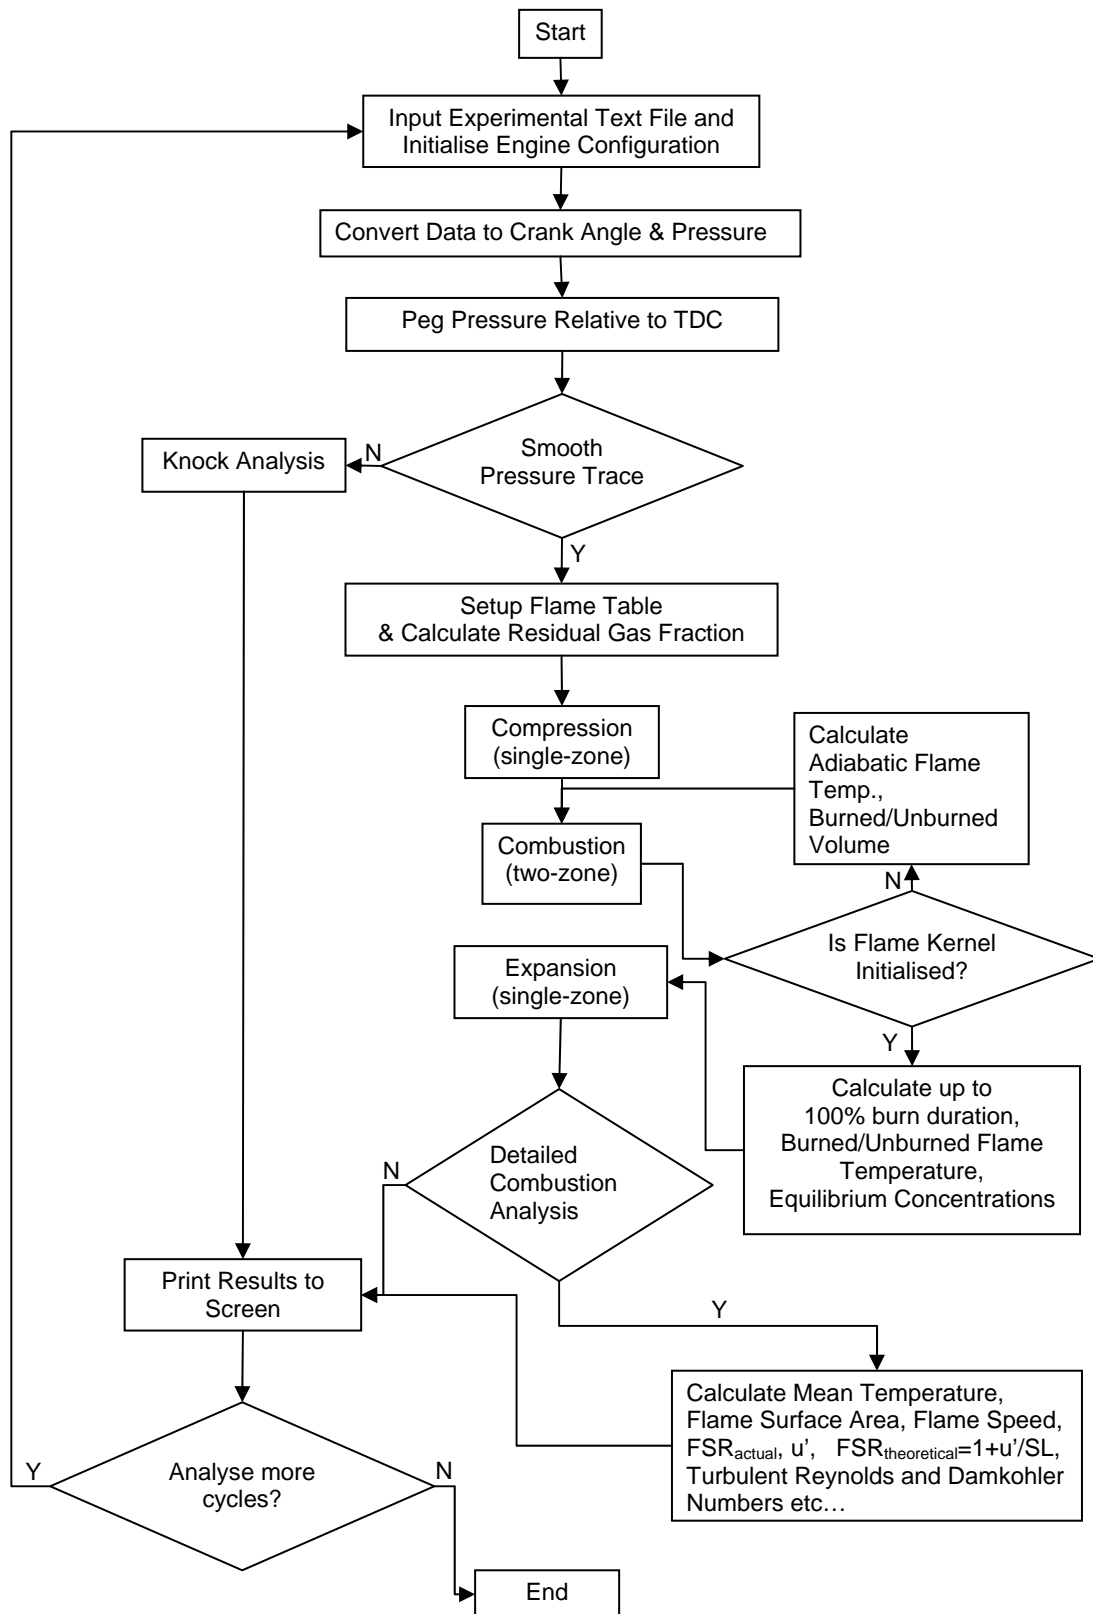 Start
Input Experimental Text File and
Initialise Engine Configuration
Convert Data to Crank Angle & Pressure
Peg Pressure Relative to TDC
Smooth
Pressure Trace
N
Knock Analysis
Y
Setup Flame Table
& Calculate Residual Gas Fraction
Compression
(single-zone)
Calculate
Adiabatic Flame
Temp.,
Burned/Unburned
Volume
Combustion
(two-zone)
N
Is Flame Kernel
Initialised?
Y
Expansion
(single-zone)
Calculate up to
100% burn duration,
Burned/Unburned Flame
Temperature,
Equilibrium Concentrations
Detailed
Combustion
Analysis
N
Y
Print Results to
Screen
Calculate Mean Temperature,
Flame Surface Area, Flame Speed,
FSRactual, u’, FSRtheoretical=1+u’/SL,
Turbulent Reynolds and Damkohler
Numbers etc…
Analyse more
cycles?
Y
N
End